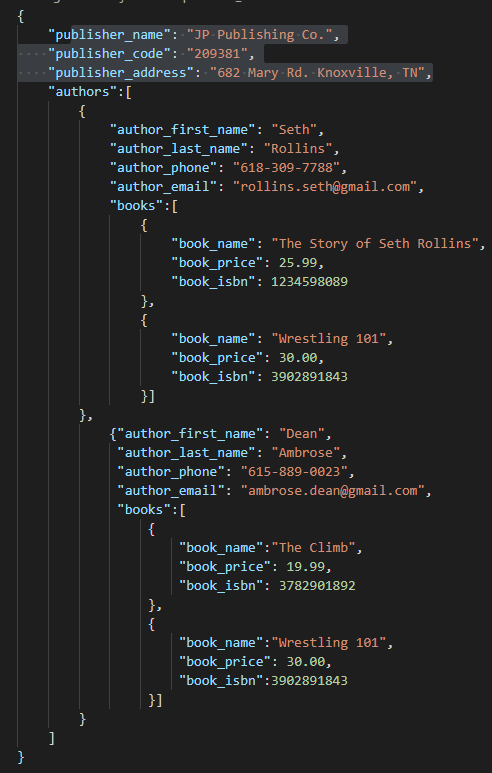 {
"publisher_name": "JP Publishing Co.",
"publisher_code": "209381",
"publisher_address": "682 Mary Rd. Knoxville, TN",
"authors":[
{
"author_first_name": "Seth",
"author_last_name": "Rollins",
"author_phone": "618-309-7788",
"author_email": "rollins.seth@gmail.com",
"books":[
{
"book_name": "The Story of Seth Rollins",
"book_price": 25.99,
"book_isbn": 1234598089
},
{
"book_name": "Wrestling 101",
"book_price": 30.00,
"book_isbn": 3902891843
}]
},
{"author_first_name": "Dean",
"author_last_name": "Ambrose",
"author_phone": "615-889-0023",
"author_email": "ambrose.dean@gmail.com",
"books":[
{
"book_name":"The Climb",
"book_price": 19.99,
"book_isbn": 3782901892
},
{
"book_name":"Wrestling 101",
"book_price": 30.00,
"book_isbn":3902891843
}]
}
]
}